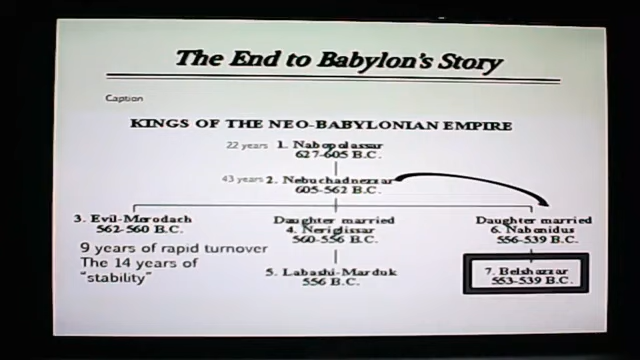 The End to Babylon's Story
Caption
KINGS OF THE NEO-BABYLONIAN EMPIRE
22 years 1. Nabopolassar
627-605 B.C.
43 years 2. Nebuchadnezzar
605-562 B.C.
3. Evil-Merodach
562-560 B.C.
Daughter married
4. Neriglissar
560-556 B.C.
Daughter married
6. Nabonidus
556-539 B.C.
9 years of rapid turnover
The 14 years of
"stability"
5. Labashi-Marduk
556 B.C.
7. Belshazzar
553-539 B.C.